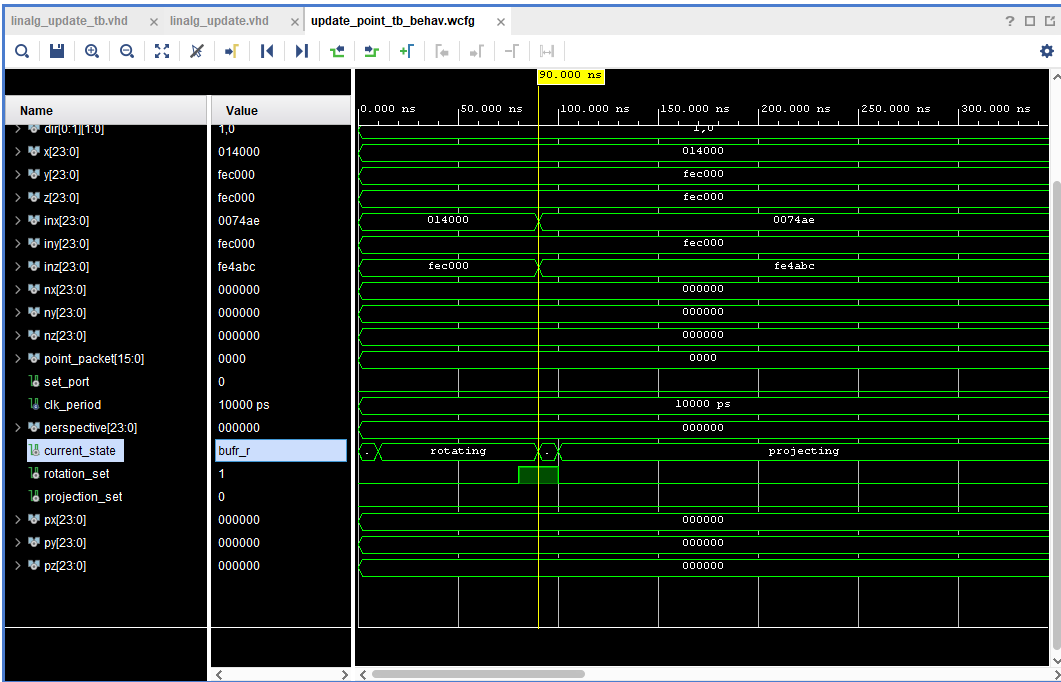 linalg_update_tb.vhd linalg_update.vhd update_point_tb_behav.wcfg
90.000 ns
Name Value 0.000 ns 50.000 ns 100.000 ns 150.000 ns 200.000 ns 250.000 ns 300.000 ns
dir[0:1][1:0] 1,0 1,0
x[23:0] 014000 014000
y[23:0] fec000 fec000
z[23:0] fec000 fec000
inx[23:0] 0074ae 014000 0074ae
iny[23:0] fec000 fec000
inz[23:0] fe4abc fec000 fe4abc
nx[23:0] 000000 000000
ny[23:0] 000000 000000
nz[23:0] 000000 000000
point_packet[15:0] 0000 0000
set_port 0
clk_period 10000 ps 10000 ps
perspective[23:0] 000000 000000
current_state bufr_r . rotating . projecting
rotation_set 1
projection_set 0
px[23:0] 000000 000000
py[23:0] 000000 000000
pz[23:0] 000000 000000